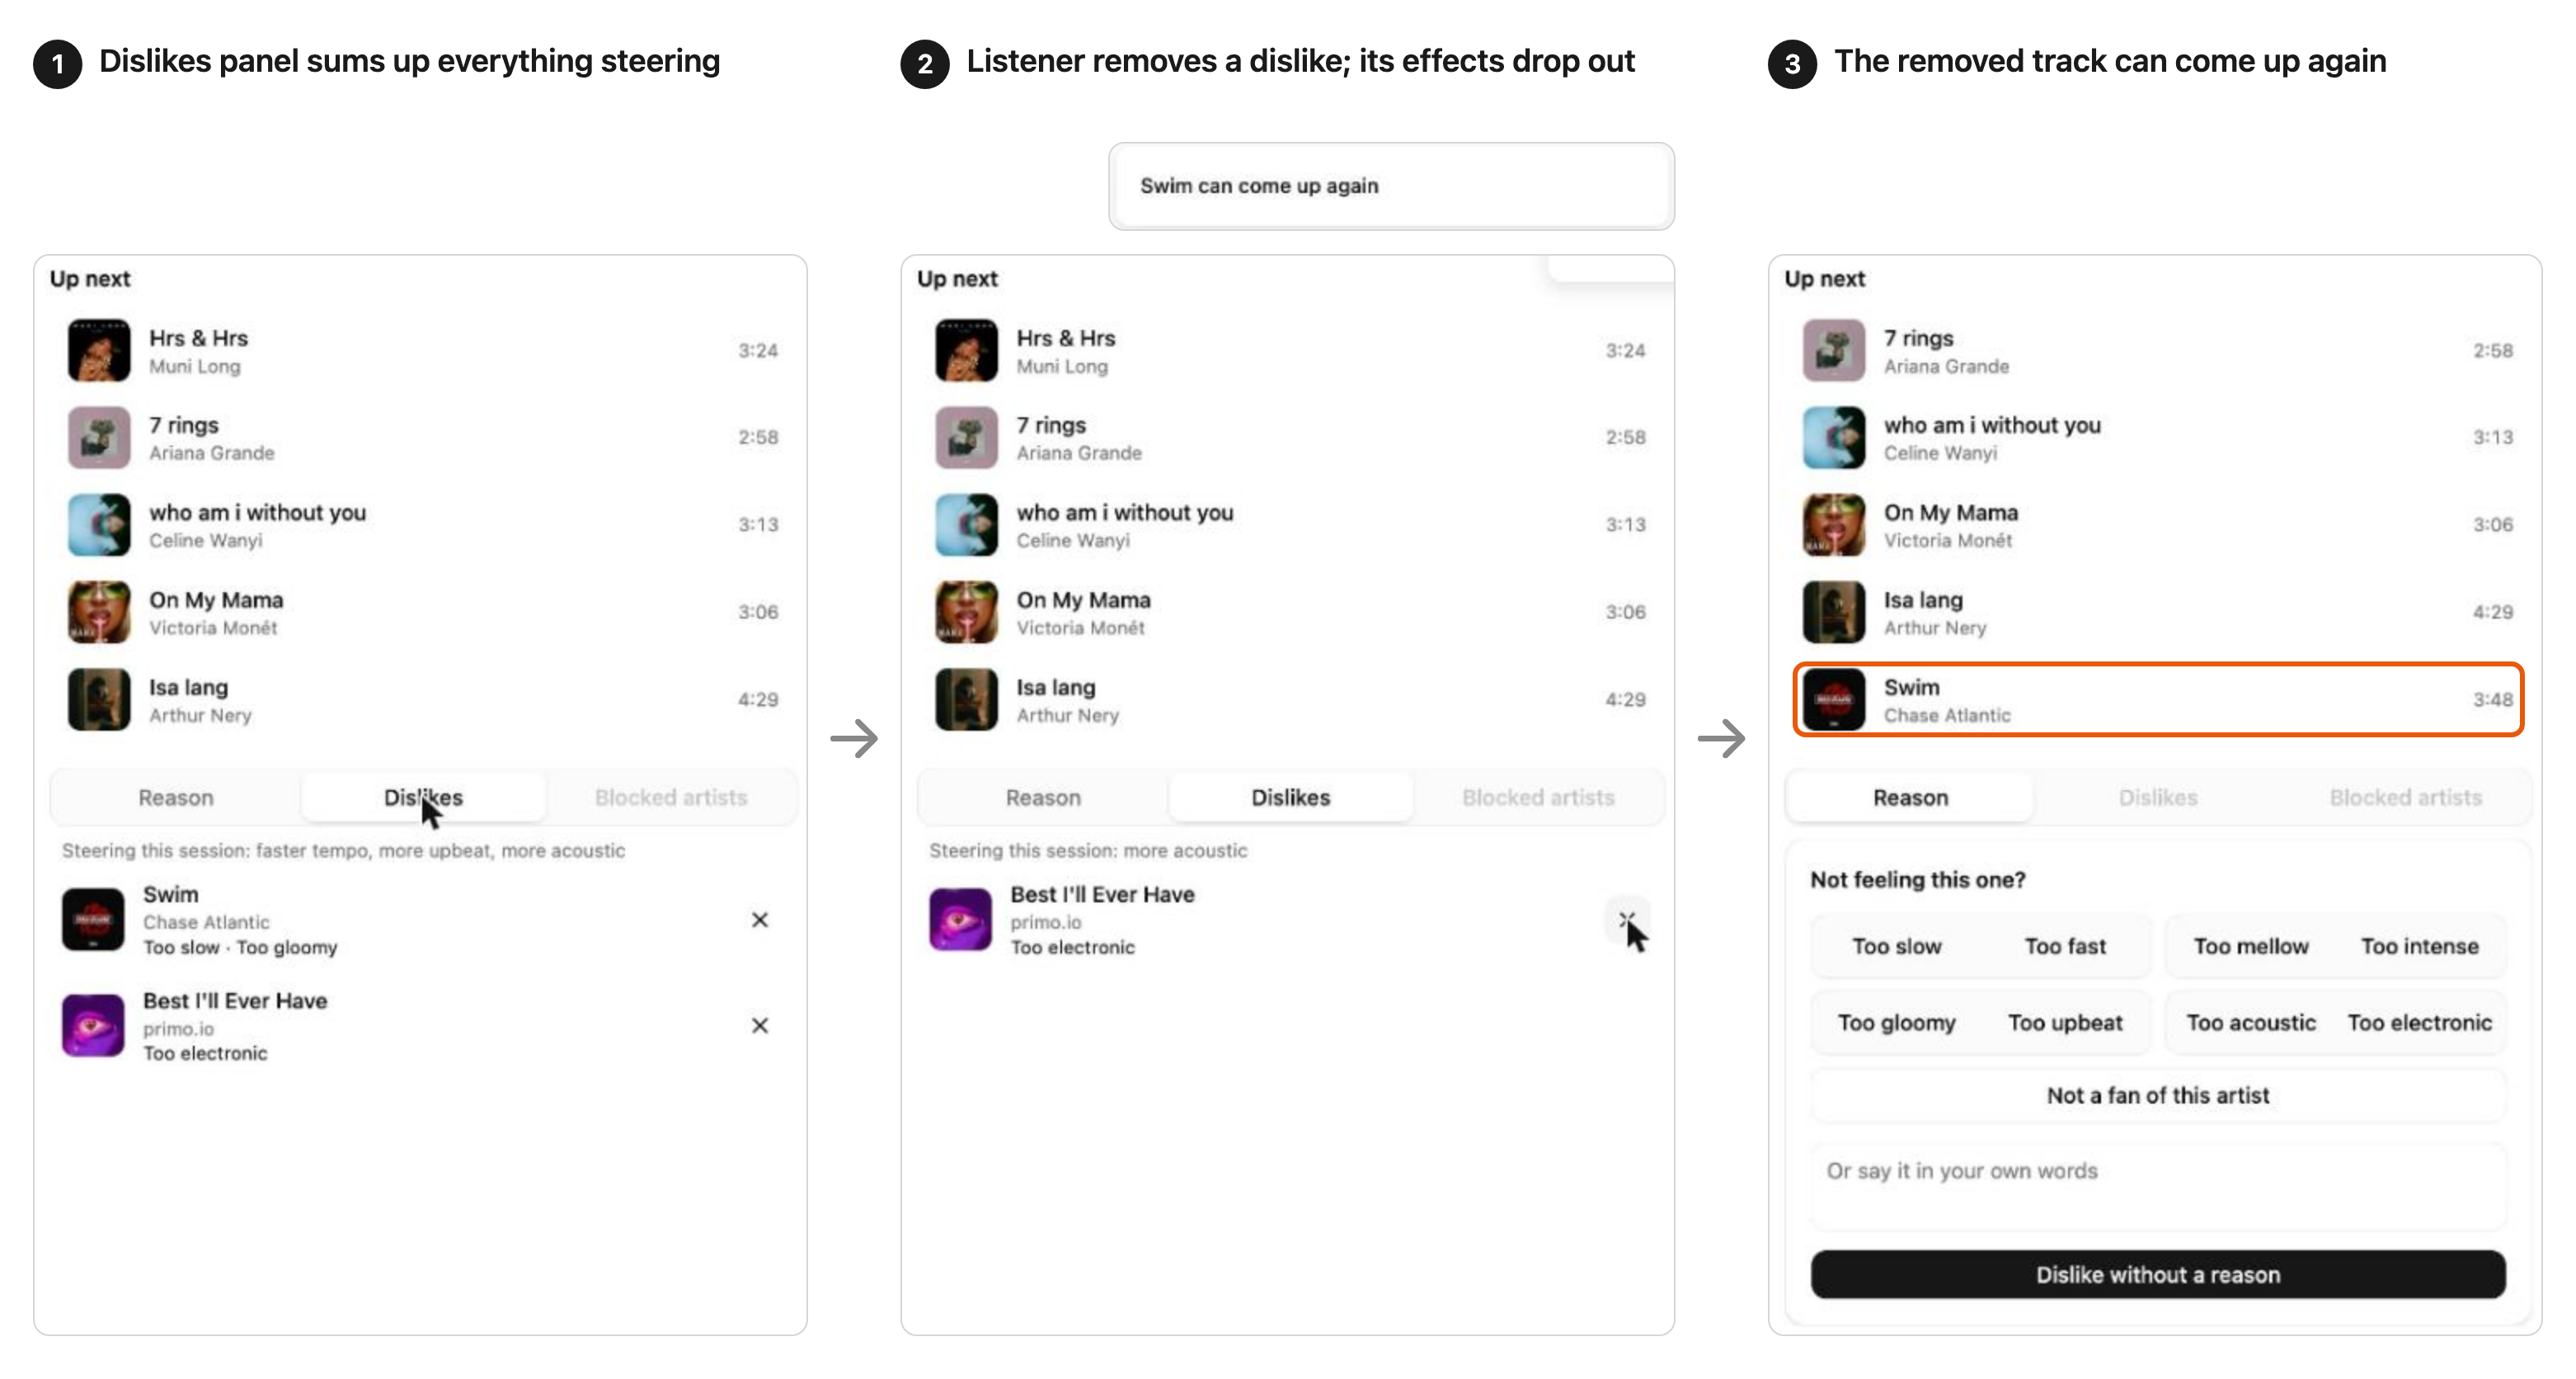 1 Dislikes panel sums up everything steering
Up next
Hrs & Hrs
Muni Long
3:24
7 rings
Ariana Grande
2:58
who am i without you
Celine Wanyi
3:13
On My Mama
Victoria Monét
3:06
Isa lang
Arthur Nery
4:29
Reason Dislikes Blocked artists
Steering this session: faster tempo, more upbeat, more acoustic
Swim
Chase Atlantic
Too slow · Too gloomy
Best I'll Ever Have
primo.io
Too electronic
2 Listener removes a dislike; its effects drop out
Swim can come up again
Up next
Hrs & Hrs
Muni Long
3:24
7 rings
Ariana Grande
2:58
who am i without you
Celine Wanyi
3:13
On My Mama
Victoria Monét
3:06
Isa lang
Arthur Nery
4:29
Reason Dislikes Blocked artists
Steering this session: more acoustic
Best I'll Ever Have
primo.io
Too electronic
3 The removed track can come up again
Up next
7 rings
Ariana Grande
2:58
who am i without you
Celine Wanyi
3:13
On My Mama
Victoria Monét
3:06
Isa lang
Arthur Nery
4:29
Swim
Chase Atlantic
3:48
Reason Dislikes Blocked artists
Not feeling this one?
Too slow Too fast Too mellow Too intense
Too gloomy Too upbeat Too acoustic Too electronic
Not a fan of this artist
Or say it in your own words
Dislike without a reason